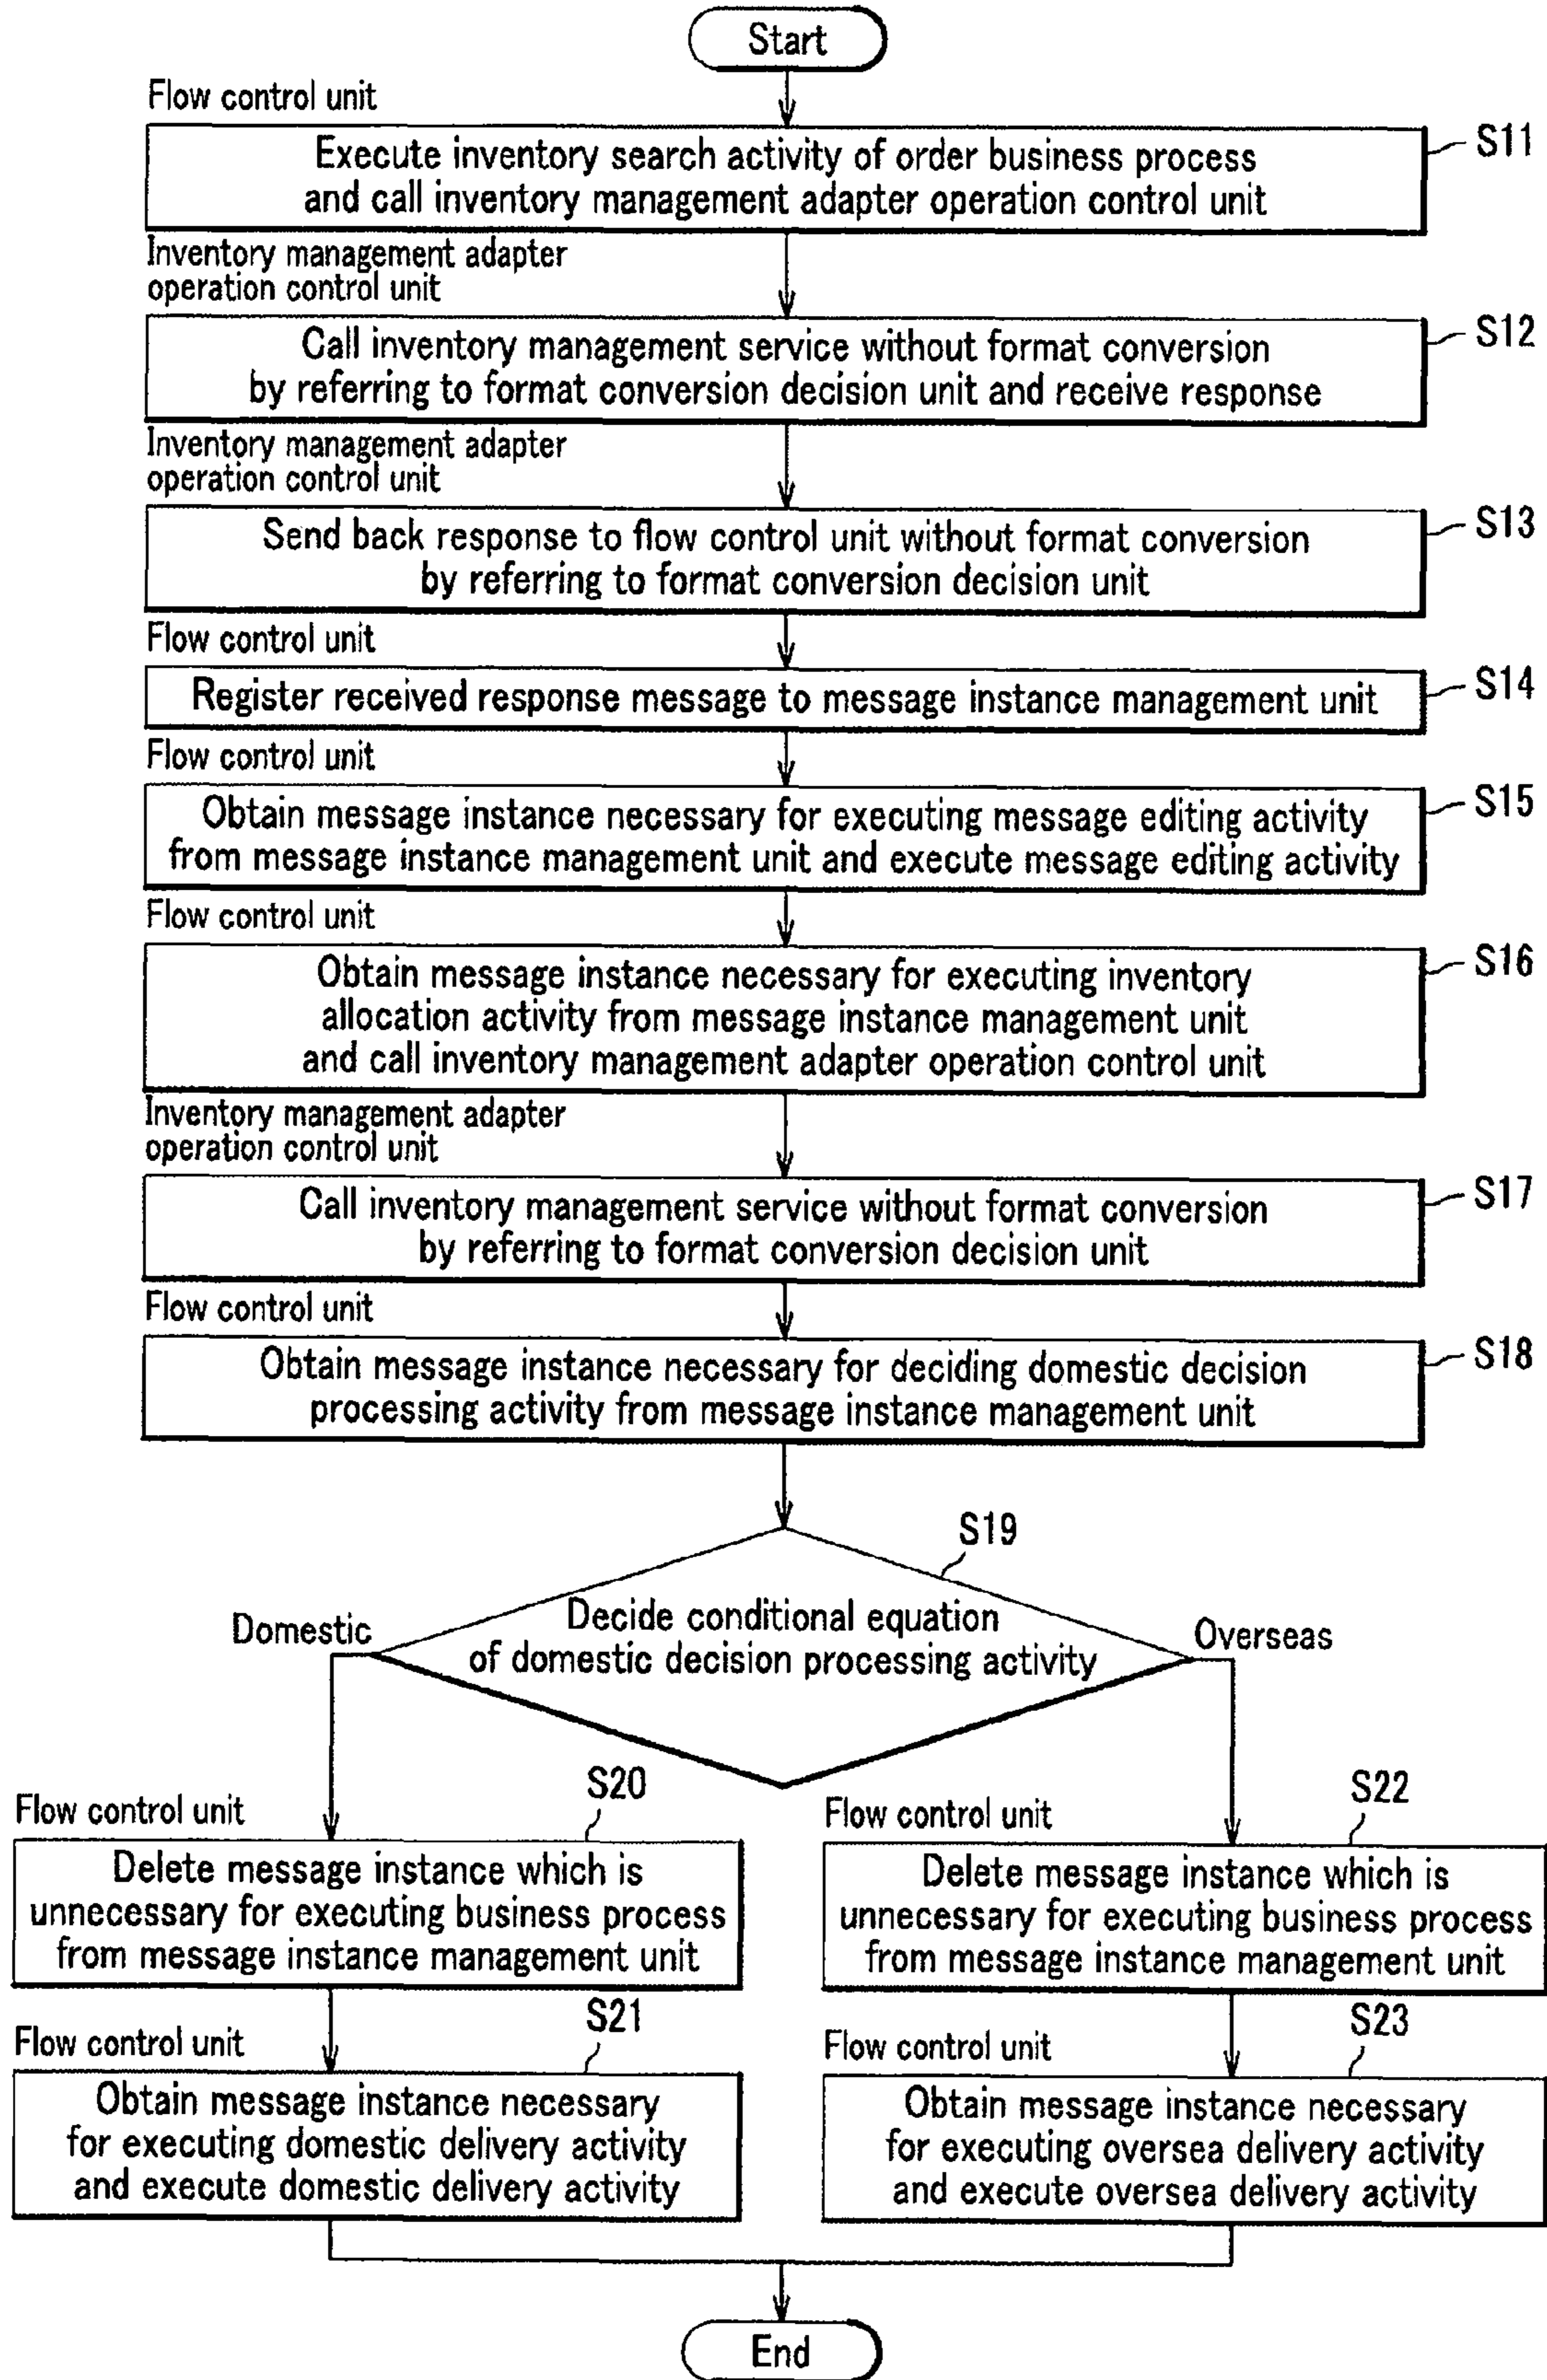 Start
Flow control unit
Execute inventory search activity of order business process
and call inventory management adapter operation control unit
S11
Inventory management adapter
operation control unit
Call inventory management service without format conversion
by referring to format conversion decision unit and receive response
S12
Inventory management adapter
operation control unit
Send back response to flow control unit without format conversion
by referring to format conversion decision unit
S13
Flow control unit
Register received response message to message instance management unit
S14
Flow control unit
Obtain message instance necessary for executing message editing activity
from message instance management unit and execute message editing activity
S15
Flow control unit
Obtain message instance necessary for executing inventory
allocation activity from message instance management unit
and call inventory management adapter operation control unit
S16
Inventory management adapter
operation control unit
Call inventory management service without format conversion
by referring to format conversion decision unit
S17
Flow control unit
Obtain message instance necessary for deciding domestic decision
processing activity from message instance management unit
S18
S19
Decide conditional equation
of domestic decision processing activity
Domestic
Overseas
Flow control unit
S20
Delete message instance which is
unnecessary for executing business process
from message instance management unit
Flow control unit
S21
Obtain message instance necessary
for executing domestic delivery activity
and execute domestic delivery activity
Flow control unit
S22
Delete message instance which is
unnecessary for executing business process
from message instance management unit
Flow control unit
S23
Obtain message instance necessary
for executing oversea delivery activity
and execute oversea delivery activity
End